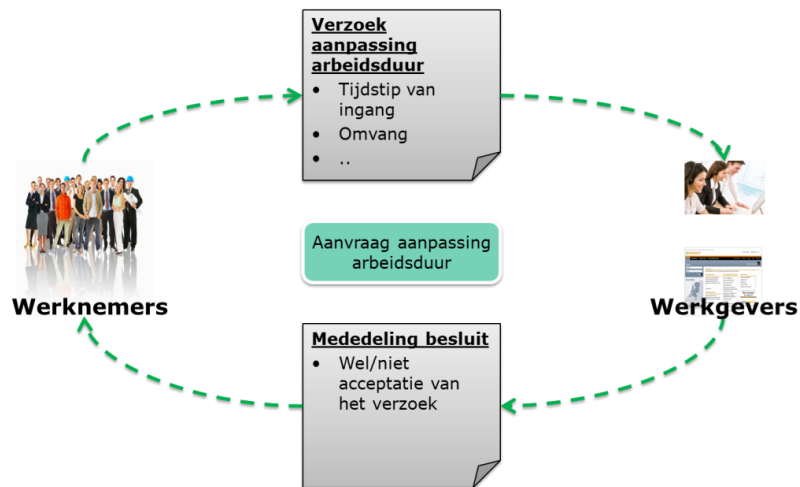 Verzoek
aanpassing
arbeidsduur
• Tijdstip van
ingang
• Omvang
• ..
Aanvraag aanpassing
arbeidsduur
Werknemers
Werkgevers
Mededeling besluit
• Wel/niet
acceptatie van
het verzoek